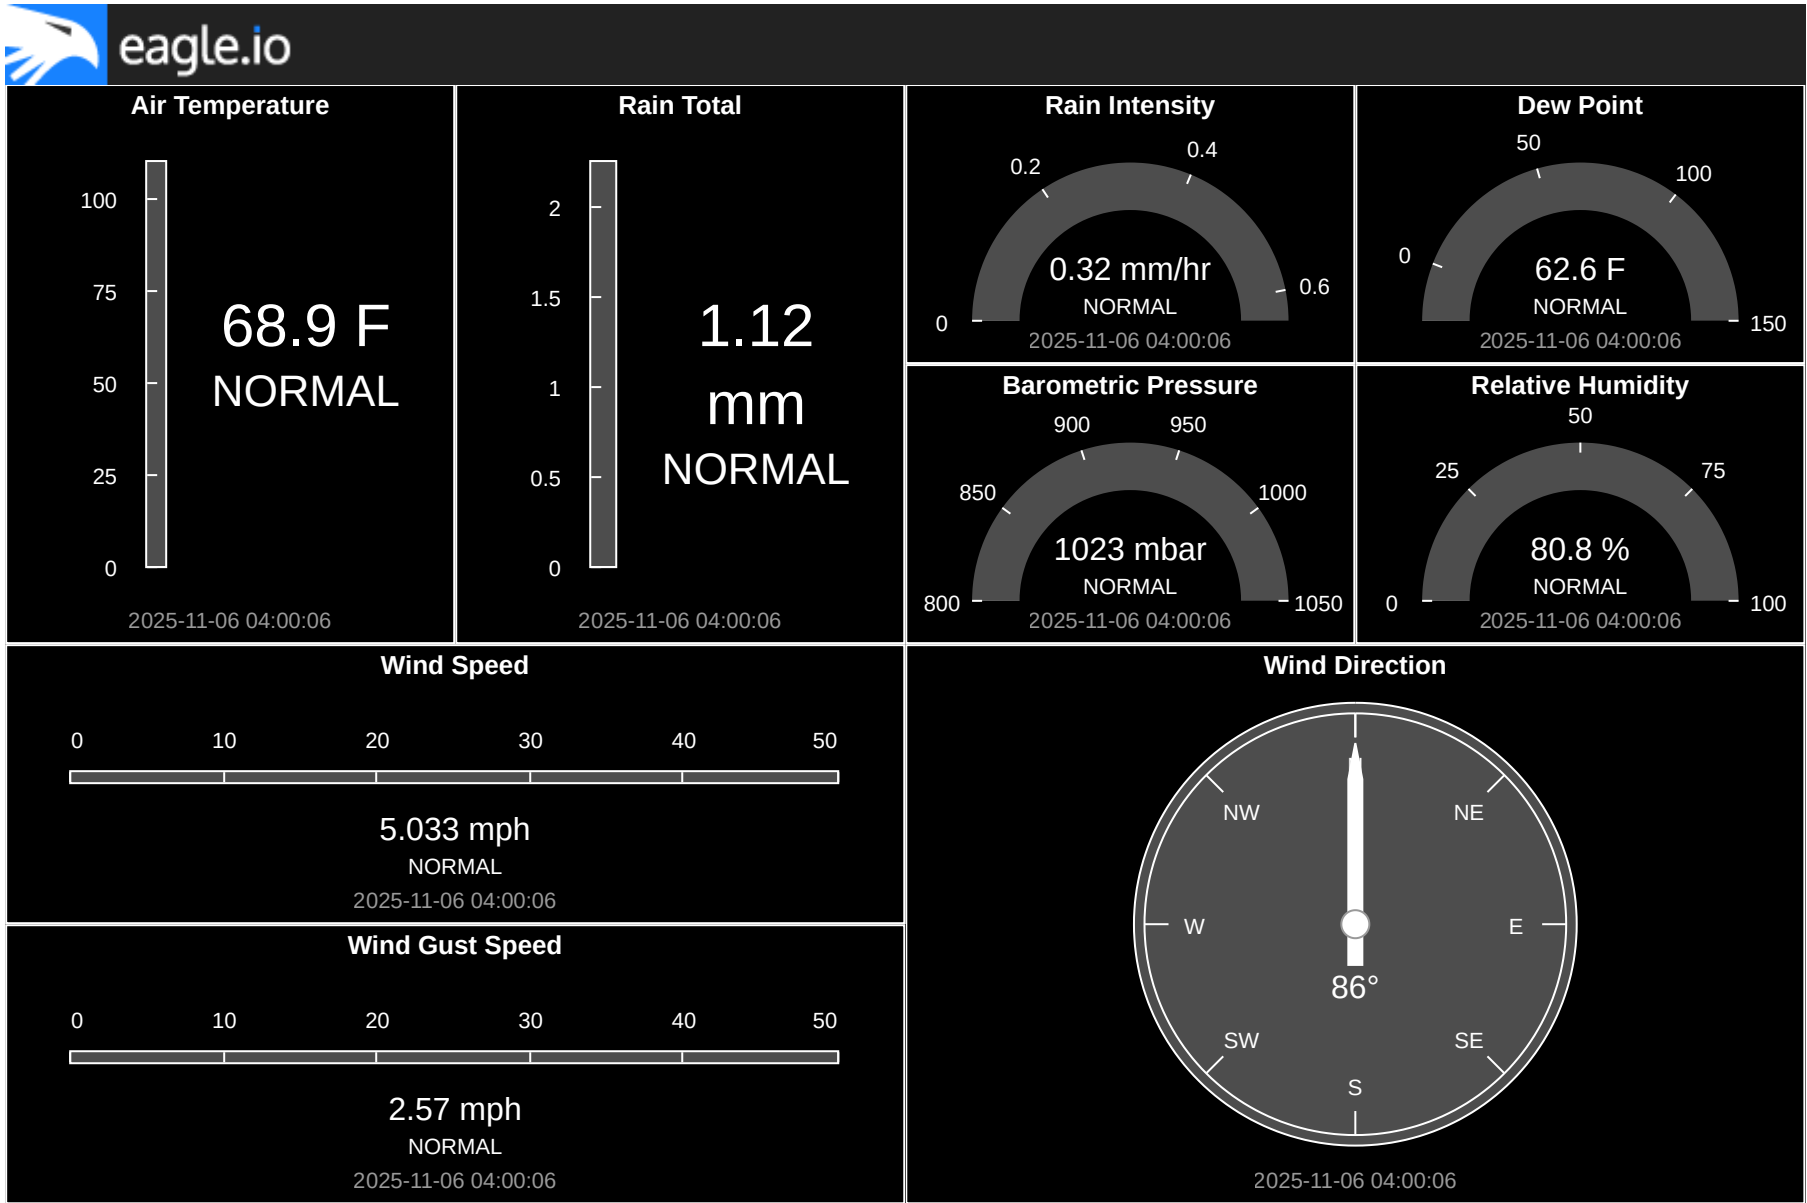 eagle.io
Air Temperature
100
75
50
25
0
68.9 F
NORMAL
2025-11-06 04:00:06
Rain Total
2
1.5
1
0.5
0
1.12
mm
NORMAL
2025-11-06 04:00:06
Rain Intensity
0
0.2
0.4
0.6
0.32 mm/hr
NORMAL
2025-11-06 04:00:06
Dew Point
0
50
100
150
62.6 F
NORMAL
2025-11-06 04:00:06
Barometric Pressure
800
850
900
950
1000
1050
1023 mbar
NORMAL
2025-11-06 04:00:06
Relative Humidity
0
25
50
75
100
80.8 %
NORMAL
2025-11-06 04:00:06
Wind Speed
0 10 20 30 40 50
5.033 mph
NORMAL
2025-11-06 04:00:06
Wind Gust Speed
0 10 20 30 40 50
2.57 mph
NORMAL
2025-11-06 04:00:06
Wind Direction
NW NE
W E
86°
SW SE
S
2025-11-06 04:00:06